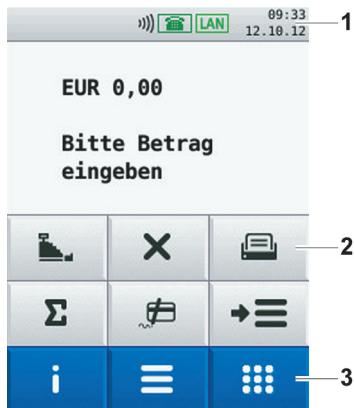 LAN 09:33
12.10.12
1
EUR 0,00
Bitte Betrag
eingeben
2
Σ
i
3